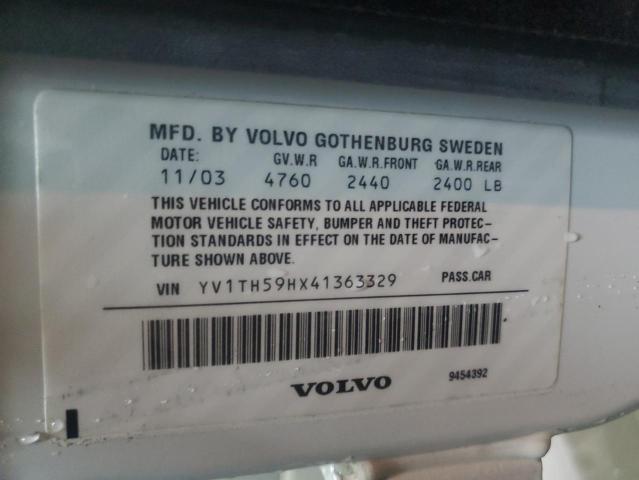 MFD. BY VOLVO GOTHENBURG SWEDEN
DATE: GV.W.R GA.W.R.FRONT GA.W.R.REAR
11/03 4760 2440 2400 LB
THIS VEHICLE CONFORMS TO ALL APPLICABLE FEDERAL
MOTOR VEHICLE SAFETY, BUMPER AND THEFT PROTEC-
TION STANDARDS IN EFFECT ON THE DATE OF MANUFAC-
TURE SHOWN ABOVE.
VIN YV1TH59HX41363329 PASS.CAR
VOLVO 9454392